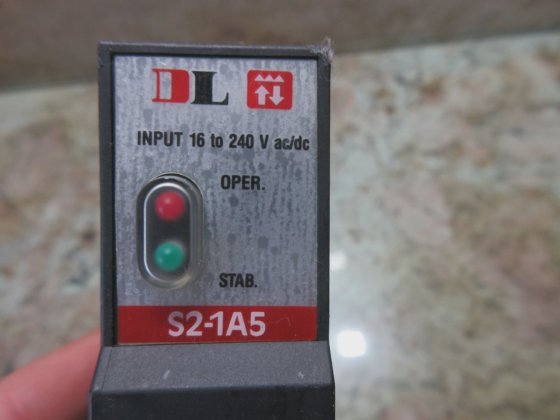 DL
INPUT 16 to 240 V ac/dc
OPER.
STAB.
S2-1A5